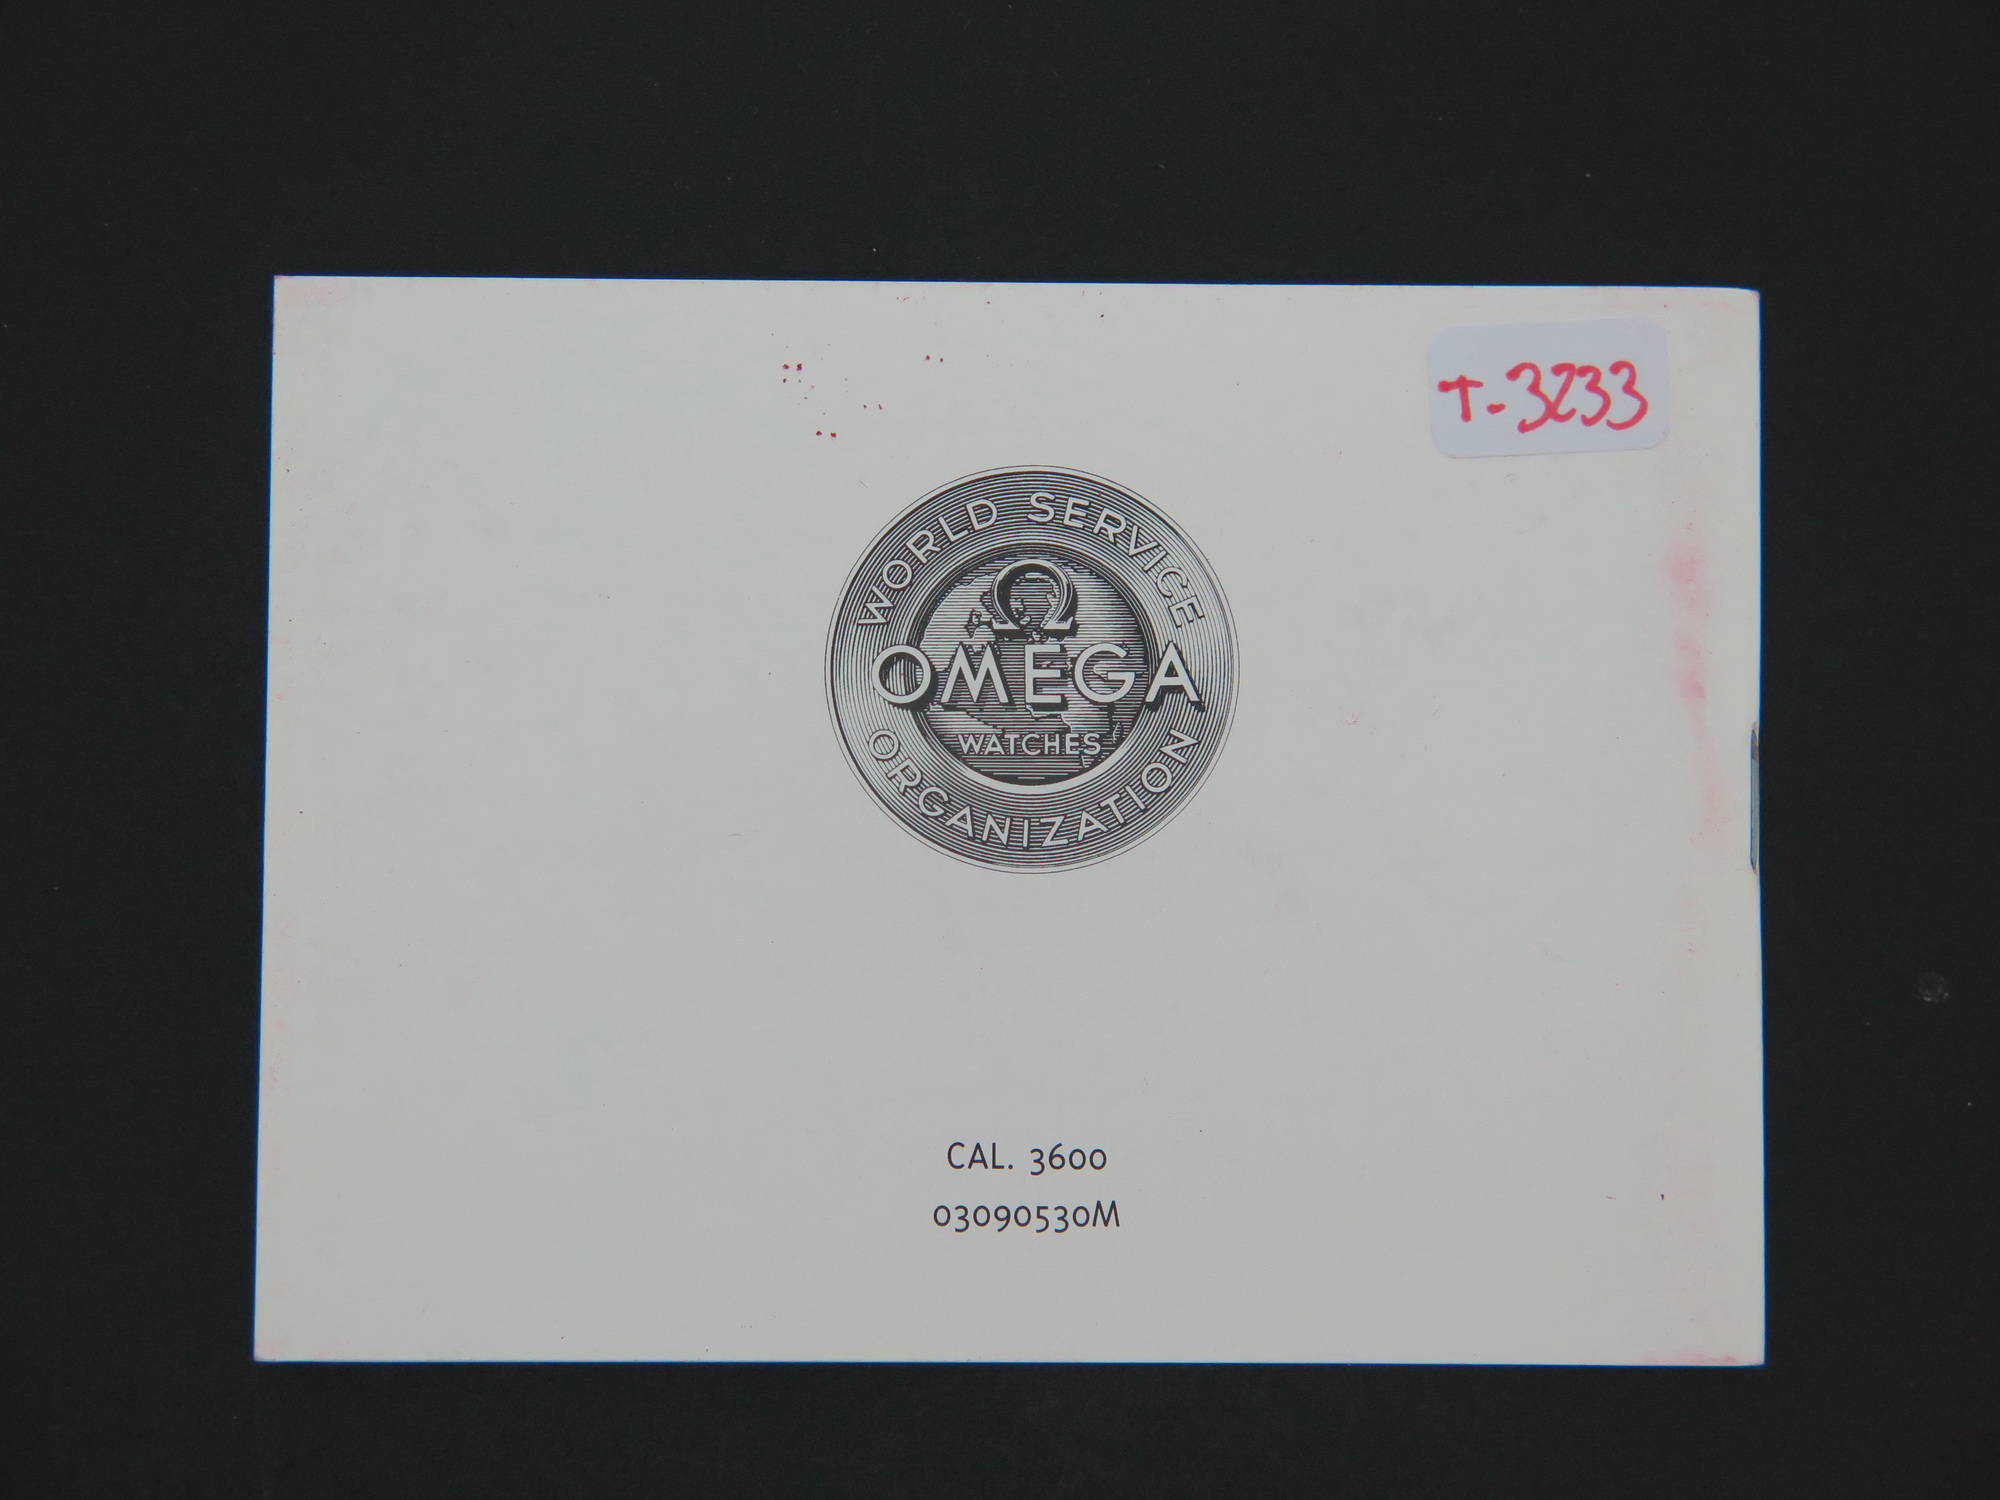 T-3233
WORLD SERVICE
Ω
OMEGA
WATCHES
ORGANIZATION
CAL. 3600
03090530M